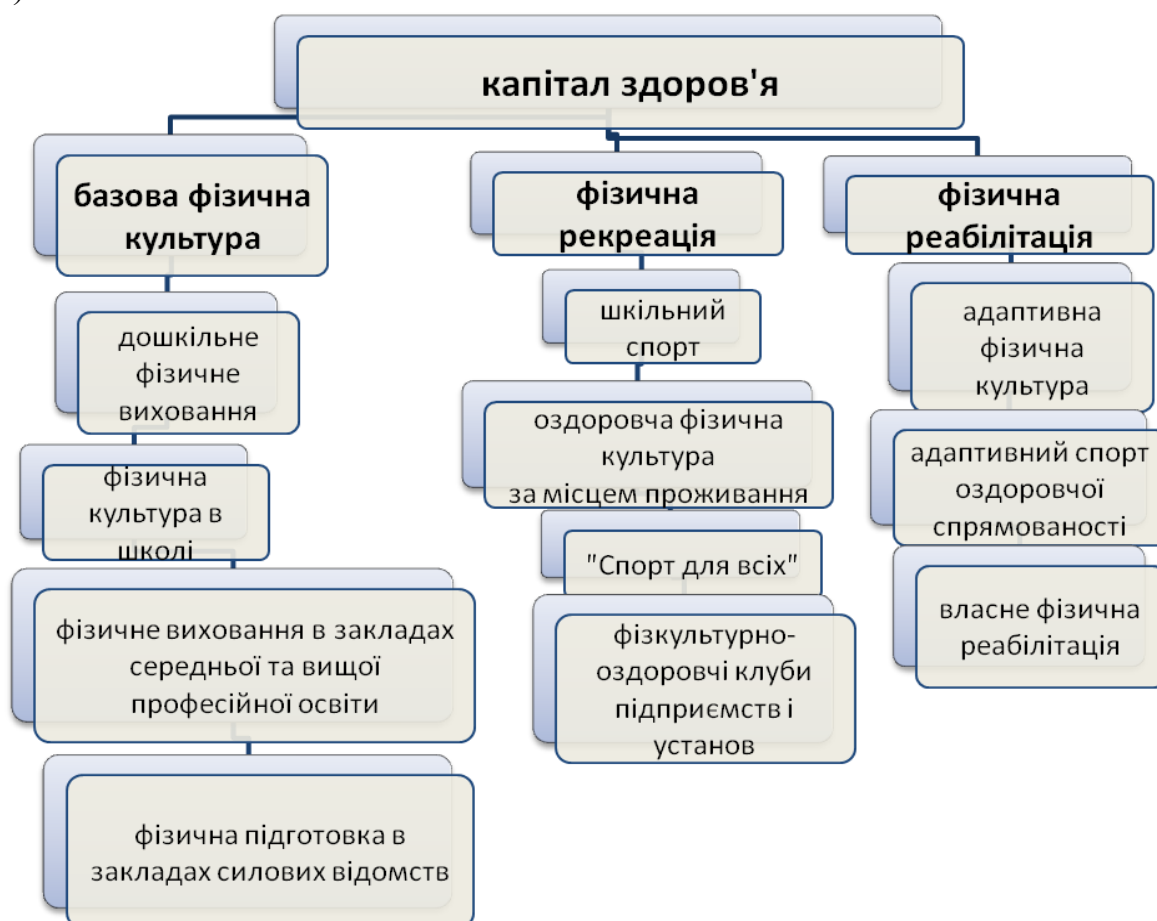 )
капітал здоров'я
базова фізична
культура
дошкільне
фізичне
виховання
фізична
культура в
школі
фізичне виховання в закладах
середньої та вищої
професійної освіти
фізична підготовка в
закладах силових відомств
фізична
рекреація
шкільний
спорт
оздоровча фізична
культура
за місцем проживання
"Спорт для всіх"
фізкультурно-
оздоровчі клуби
підприємств і
установ
фізична
реабілітація
адаптивна
фізична
культура
адаптивний спорт
оздоровчої
спрямованості
власне фізична
реабілітація